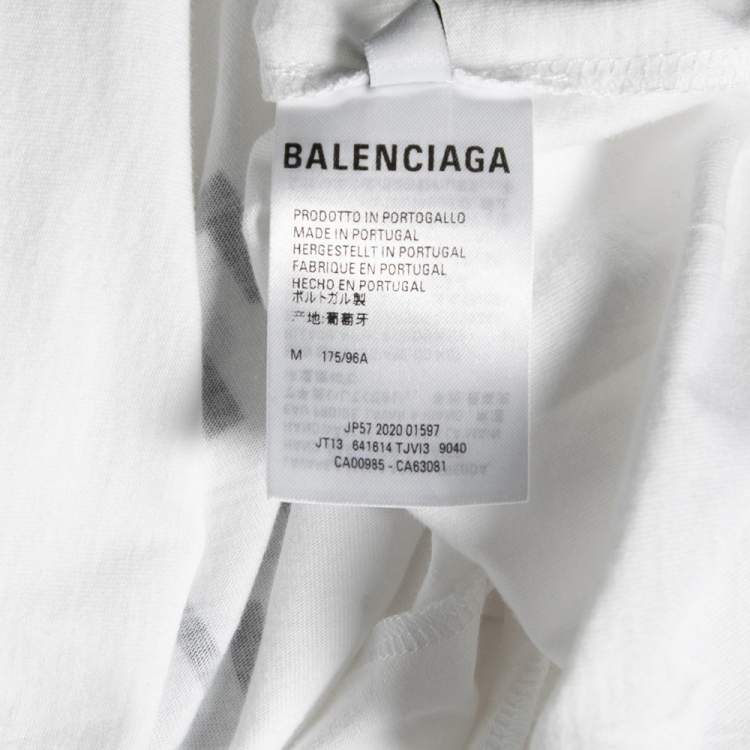 BALENCIAGA
PRODOTTO IN PORTOGALLO
MADE IN PORTUGAL
HERGESTELLT IN PORTUGAL
FABRIQUE EN PORTUGAL
HECHO EN PORTUGAL
ポルトガル製
产地:葡萄牙
M 175/96A
JP57 2020 01597
JT13 641614 TJVI3 9040
CA00985 - CA63081